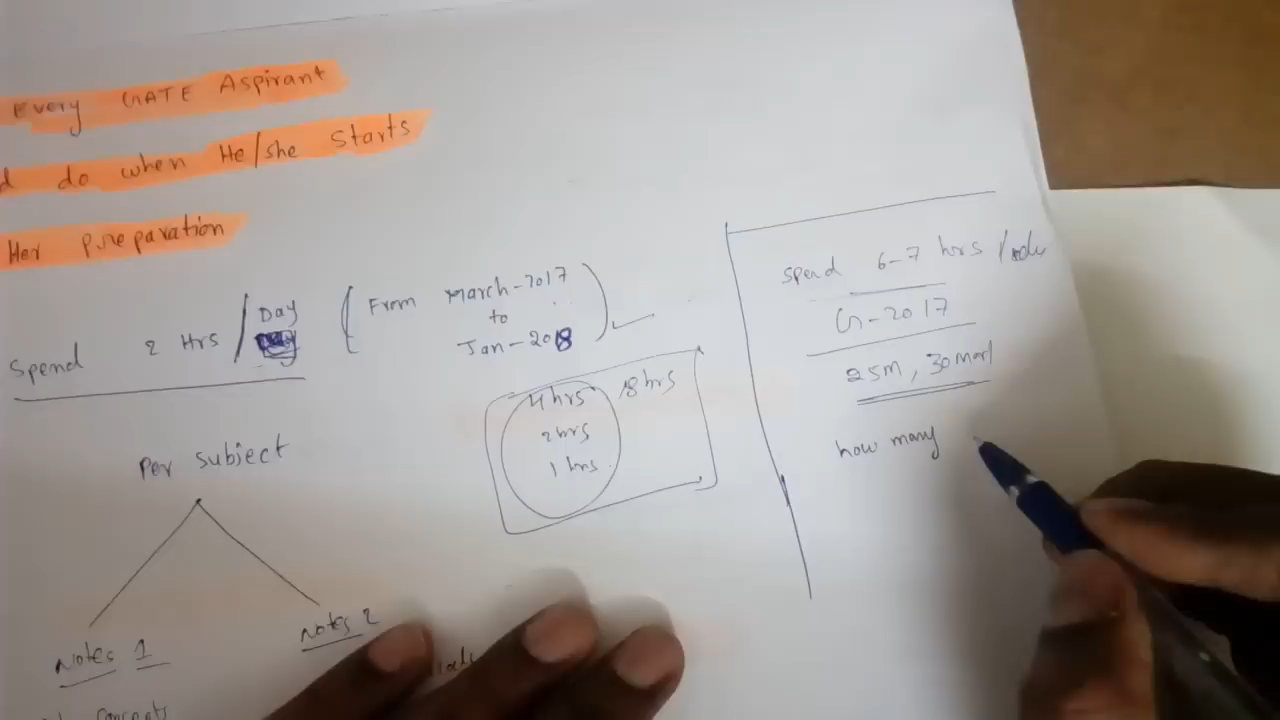 Every GATE Aspirant
do when He/she starts
Her preparation
Spend 2 Hrs / Day
(From March-2017
to
Jan-2018)
4 hrs 18 hrs
2 hrs
1 hrs
Per subject
Notes 1
Notes 2
concepts
spend 6-7 hrs /
G-2017
25m, 30 mark
how many